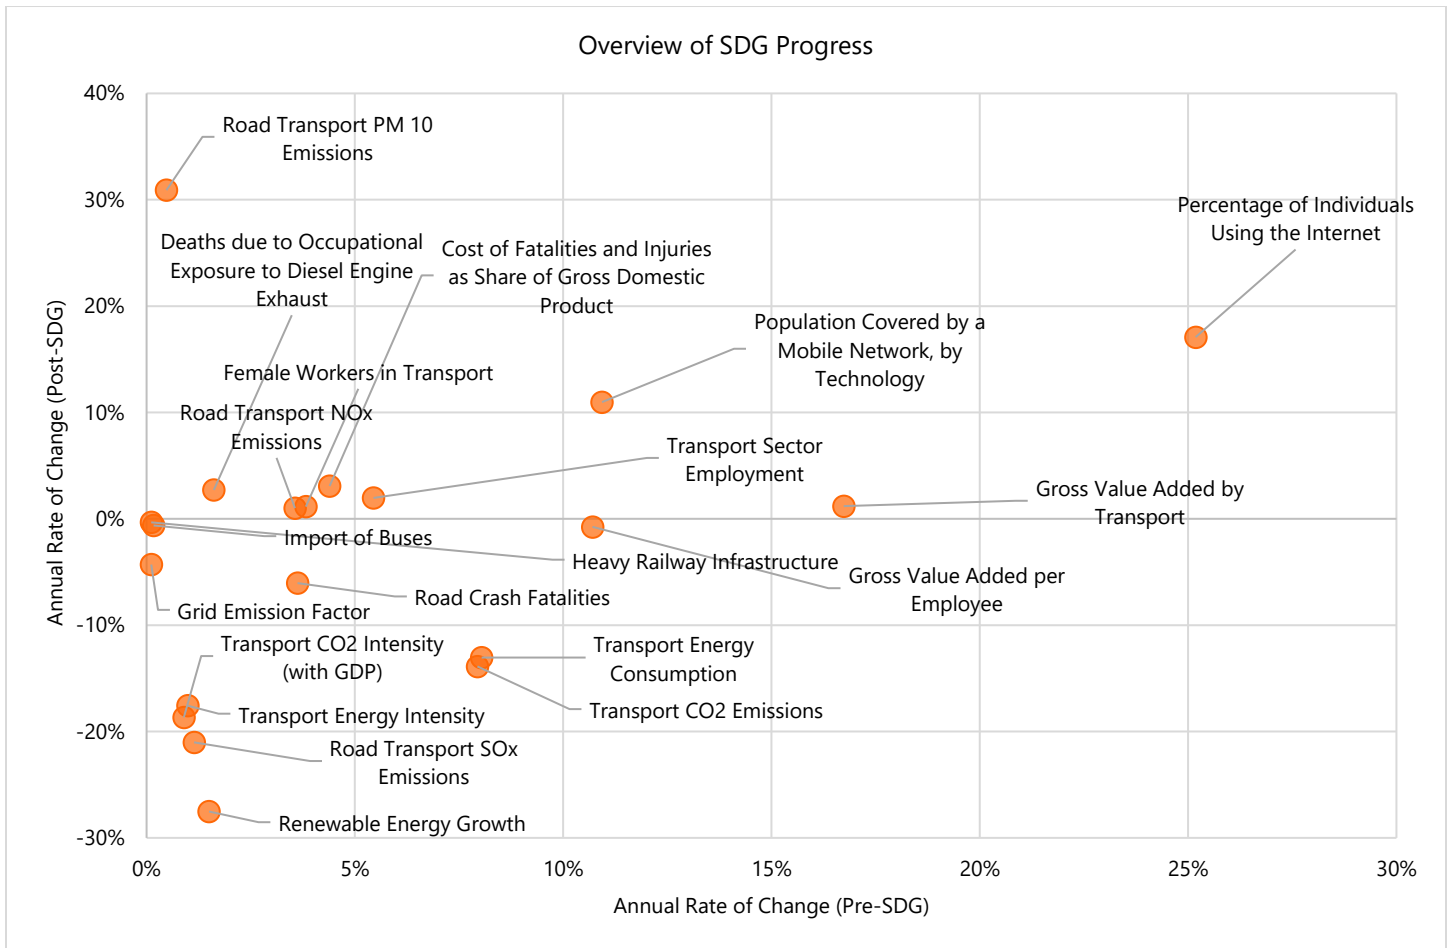 Overview of SDG Progress
40%
30%
20%
10%
0%
-10%
-20%
-30%
Annual Rate of Change (Post-SDG)
Road Transport PM 10
Emissions
Percentage of Individuals
Using the Internet
Deaths due to Occupational
Exposure to Diesel Engine
Exhaust
Cost of Fatalities and Injuries
as Share of Gross Domestic
Product
Population Covered by a
Mobile Network, by
Technology
Female Workers in Transport
Road Transport NOx
Emissions
Transport Sector
Employment
Gross Value Added by
Transport
Import of Buses
Heavy Railway Infrastructure
Gross Value Added per
Employee
Road Crash Fatalities
Grid Emission Factor
Transport CO2 Intensity
(with GDP)
Transport Energy
Consumption
Transport Energy Intensity
Transport CO2 Emissions
Road Transport SOx
Emissions
Renewable Energy Growth
0%
5%
10%
15%
20%
25%
30%
Annual Rate of Change (Pre-SDG)